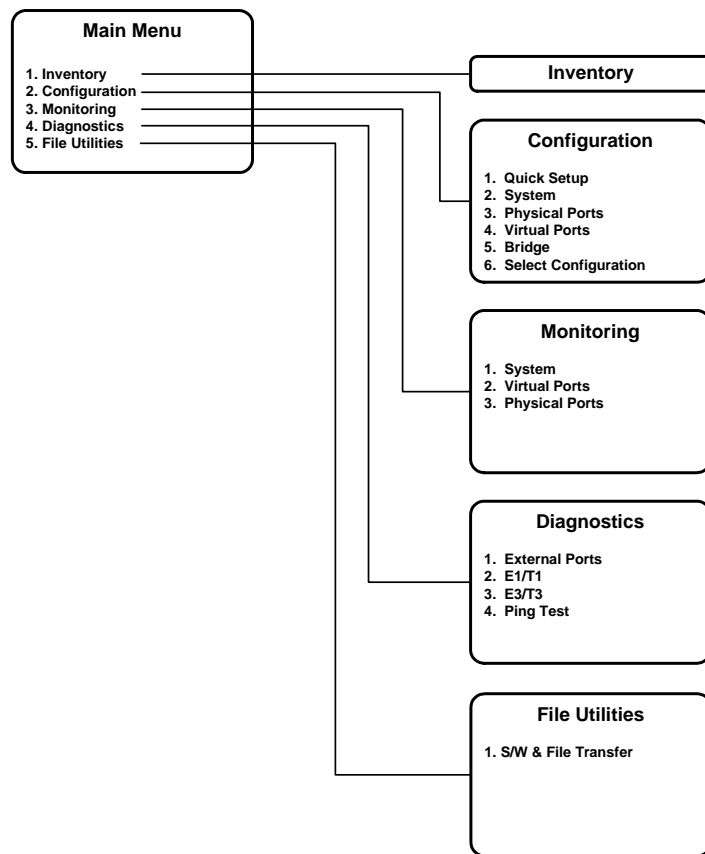 Main Menu
1. Inventory
2. Configuration
3. Monitoring
4. Diagnostics
5. File Utilities
Inventory
Configuration
1. Quick Setup
2. System
3. Physical Ports
4. Virtual Ports
5. Bridge
6. Select Configuration
Monitoring
1. System
2. Virtual Ports
3. Physical Ports
Diagnostics
1. External Ports
2. E1/T1
3. E3/T3
4. Ping Test
File Utilities
1. S/W & File Transfer